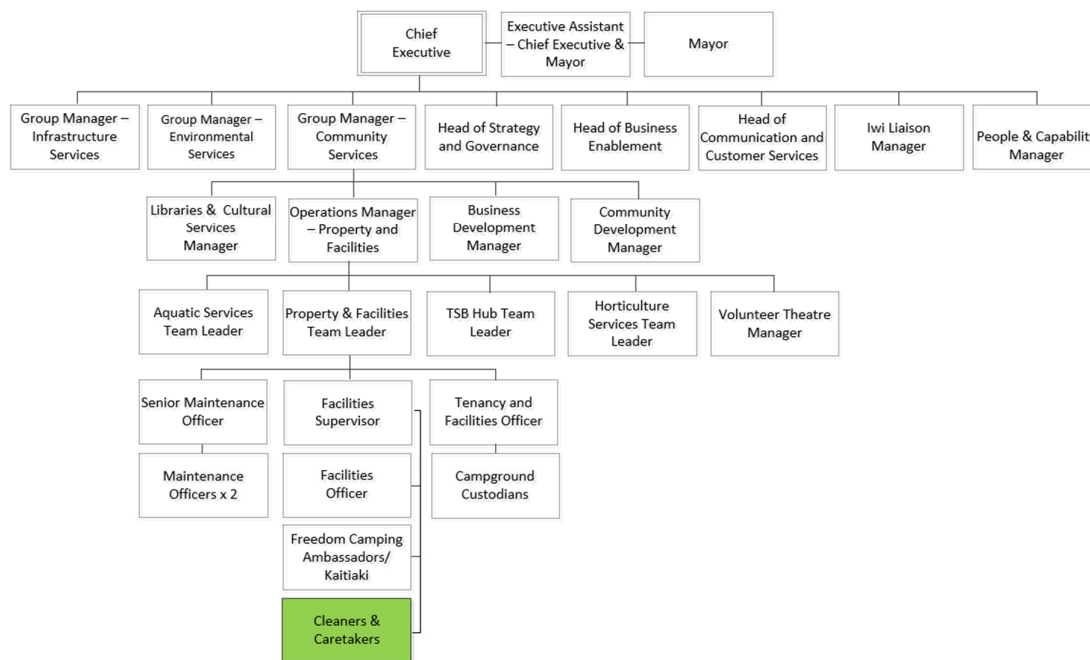 Chief
Executive
Executive Assistant
– Chief Executive &
Mayor
Mayor
Group Manager –
Infrastructure
Services
Group Manager –
Environmental
Services
Group Manager –
Community
Services
Head of Strategy
and Governance
Head of Business
Enablement
Head of
Communication and
Customer Services
Iwi Liaison
Manager
People & Capability
Manager
Libraries & Cultural
Services
Manager
Operations Manager
– Property and
Facilities
Business
Development
Manager
Community
Development
Manager
Aquatic Services
Team Leader
Property & Facilities
Team Leader
TSB Hub Team
Leader
Horticulture
Services Team
Leader
Volunteer Theatre
Manager
Senior Maintenance
Officer
Facilities
Supervisor
Tenancy and
Facilities Officer
Maintenance
Officers x 2
Facilities
Officer
Campground
Custodians
Freedom Camping
Ambassadors/
Kaitiaki
Cleaners &
Caretakers